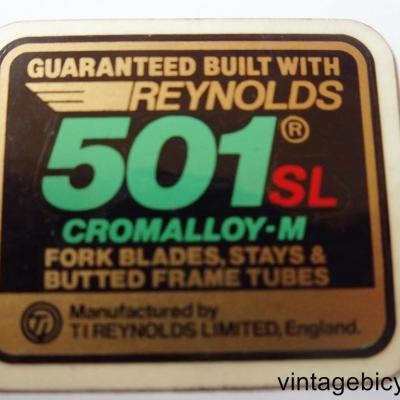 GUARANTEED BUILT WITH
REYNOLDS
501® SL
CROMALLOY-M
FORK BLADES, STAYS &
BUTTED FRAME TUBES
TI
Manufactured by
TI REYNOLDS LIMITED, England.
vintagebicy